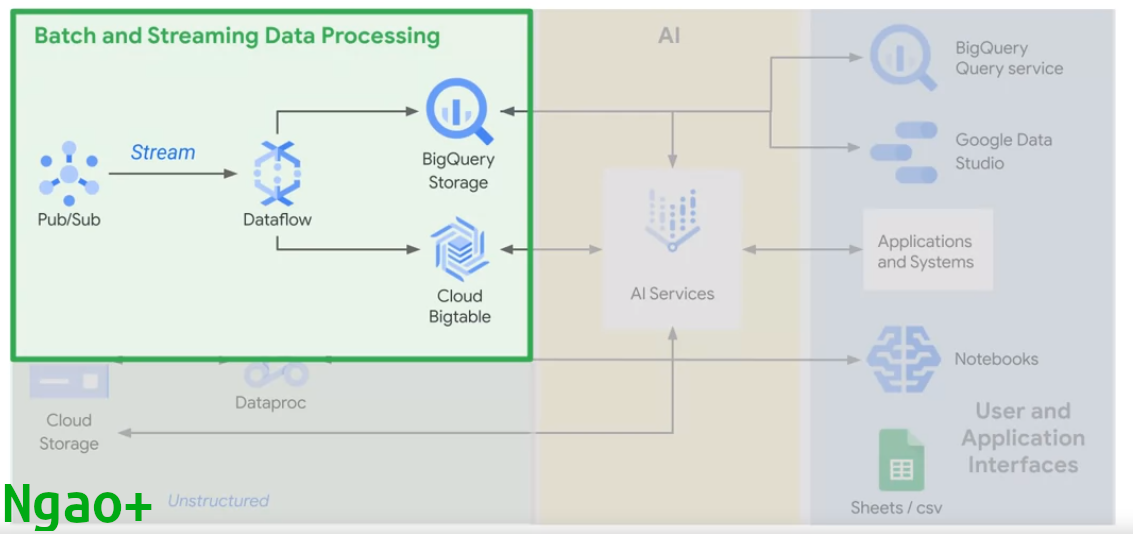 Batch and Streaming Data Processing
AI
BigQuery
Query service
Stream
BigQuery
Storage
Google Data
Studio
Pub/Sub
Dataflow
Applications
and Systems
Cloud
Bigtable
AI Services
Notebooks
Dataproc
Cloud
Storage
User and
Application
Interfaces
Ngao+
Unstructured
Sheets / csv